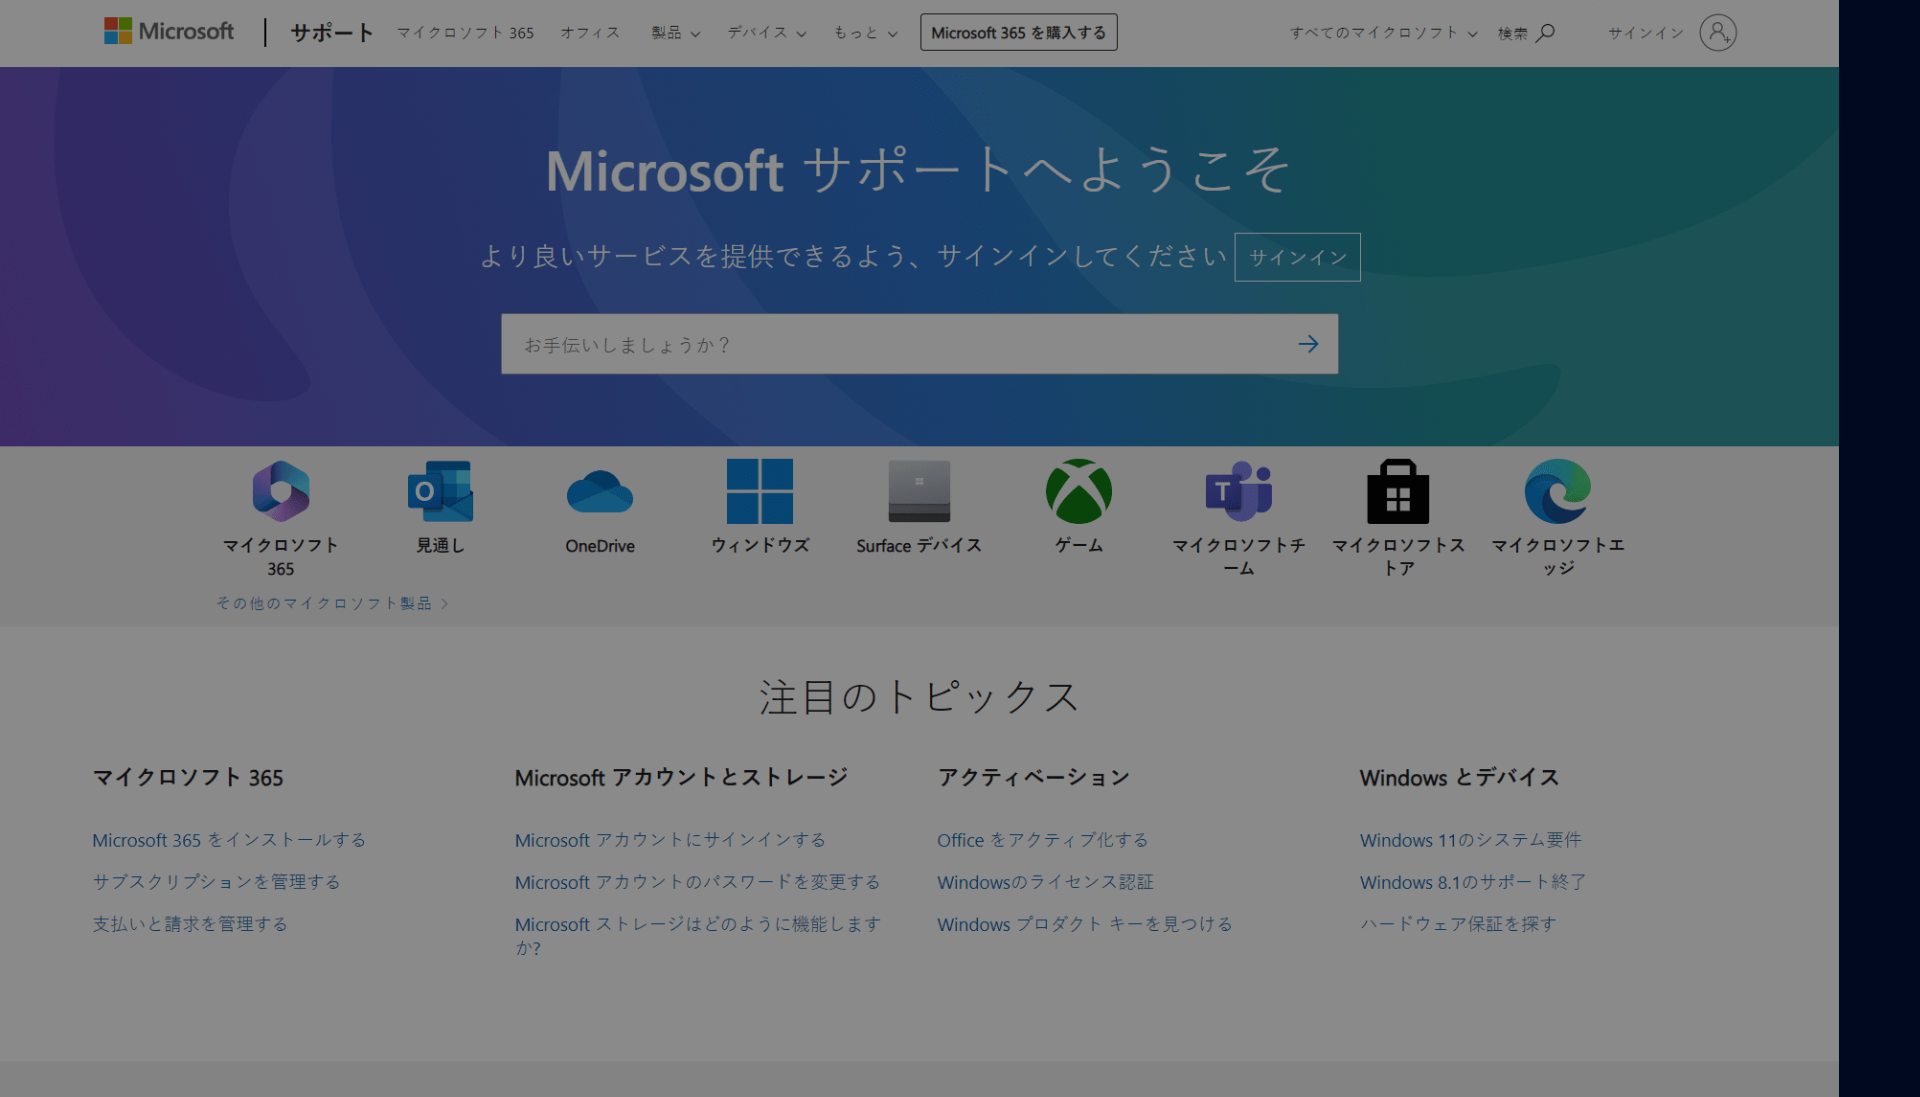 Microsoft
サポート
マイクロソフト 365
オフィス
製品
デバイス
もっと
Microsoft 365 を購入する
すべてのマイクロソフト
検索
サインイン
Microsoft サポートへようこそ
より良いサービスを提供できるよう、サインインしてください
サインイン
お手伝いしましょうか？
マイクロソフト
365
見通し
OneDrive
ウィンドウズ
Surface デバイス
ゲーム
マイクロソフトチ
ーム
マイクロソフトス
トア
マイクロソフトエ
ッジ
その他のマイクロソフト製品
注目のトピックス
マイクロソフト 365
Microsoft 365 をインストールする
サブスクリプションを管理する
支払いと請求を管理する
Microsoft アカウントとストレージ
Microsoft アカウントにサインインする
Microsoft アカウントのパスワードを変更する
Microsoft ストレージはどのように機能します
か?
アクティベーション
Office をアクティブ化する
Windowsのライセンス認証
Windows プロダクト キーを見つける
Windows とデバイス
Windows 11のシステム要件
Windows 8.1のサポート終了
ハードウェア保証を探す